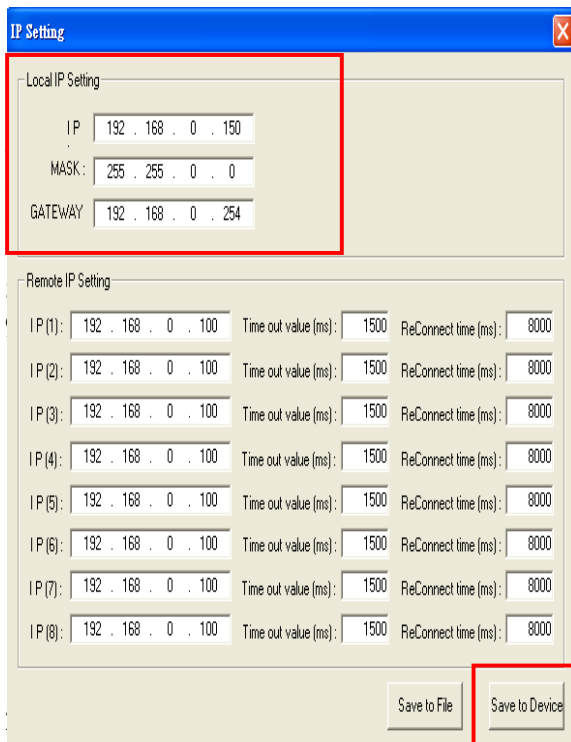 IP Setting
Local IP Setting
IP 192 . 168 . 0 . 150
MASK : 255 . 255 . 0 . 0
GATEWAY 192 . 168 . 0 . 254
Remote IP Setting
IP(1) : 192 . 168 . 0 . 100 Time out value (ms) : 1500 ReConnect time (ms) : 8000
IP(2) : 192 . 168 . 0 . 100 Time out value (ms) : 1500 ReConnect time (ms) : 8000
IP(3) : 192 . 168 . 0 . 100 Time out value (ms) : 1500 ReConnect time (ms) : 8000
IP(4) : 192 . 168 . 0 . 100 Time out value (ms) : 1500 ReConnect time (ms) : 8000
IP(5) : 192 . 168 . 0 . 100 Time out value (ms) : 1500 ReConnect time (ms) : 8000
IP(6) : 192 . 168 . 0 . 100 Time out value (ms) : 1500 ReConnect time (ms) : 8000
IP(7) : 192 . 168 . 0 . 100 Time out value (ms) : 1500 ReConnect time (ms) : 8000
IP(8) : 192 . 168 . 0 . 100 Time out value (ms) : 1500 ReConnect time (ms) : 8000
Save to File Save to Device